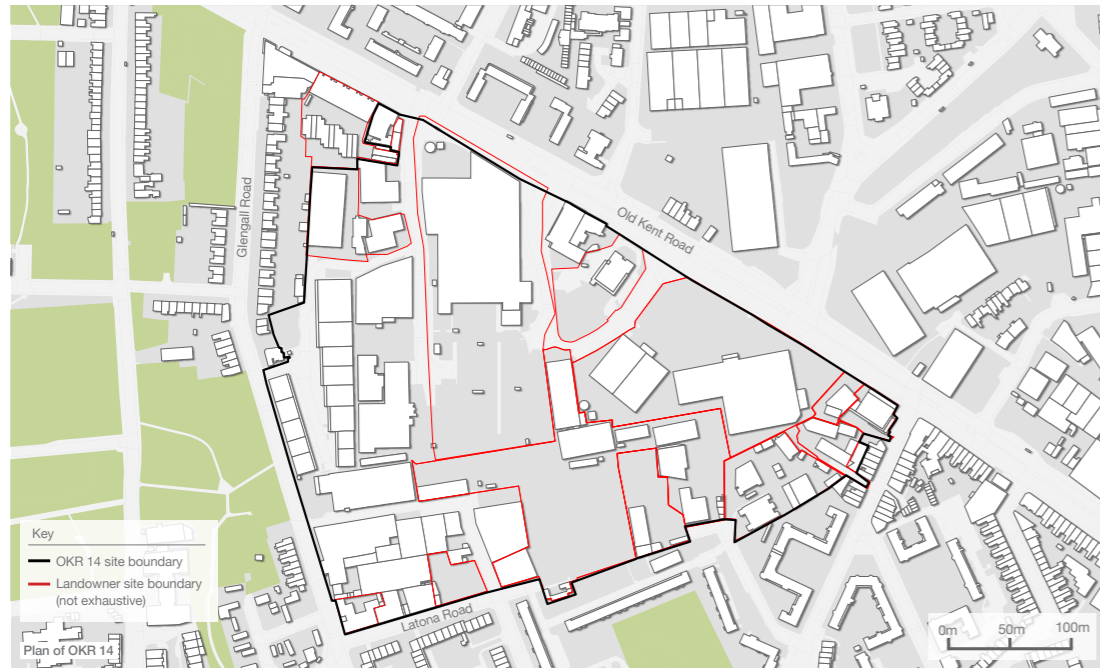 Glengall Road
Old Kent Road
Latona Road
Key
OKR 14 site boundary
Landowner site boundary
(not exhaustive)
Plan of OKR 14
0m 50m 100m